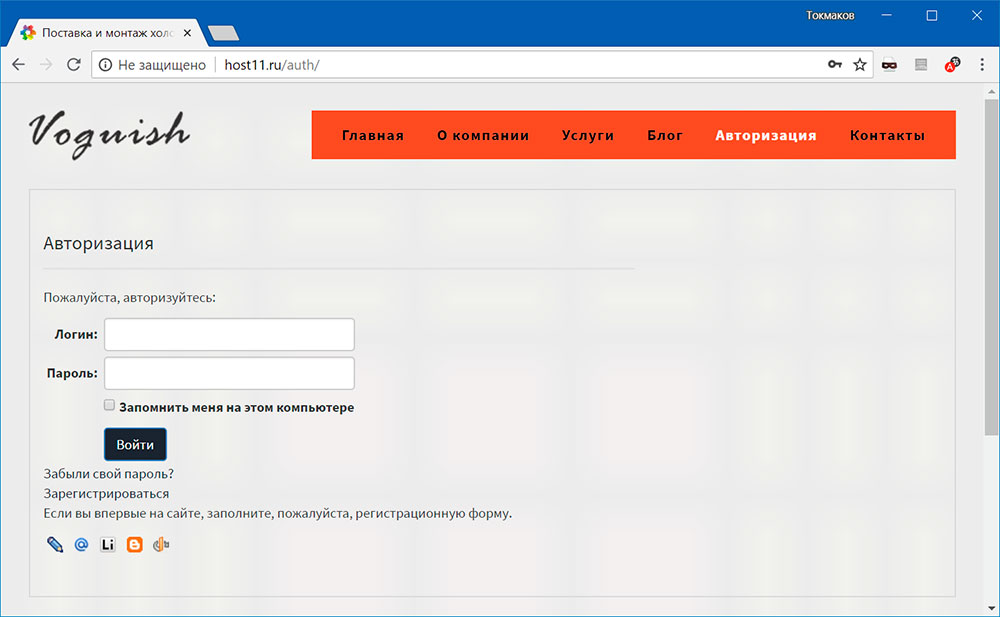 Токмаков
Поставка и монтаж холо
Не защищено host11.ru/auth/
Voguish
Главная О компании Услуги Блог Авторизация Контакты
Авторизация
Пожалуйста, авторизуйтесь:
Логин:
Пароль:
Запомнить меня на этом компьютере
Войти
Забыли свой пароль?
Зарегистрироваться
Если вы впервые на сайте, заполните, пожалуйста, регистрационную форму.
Li